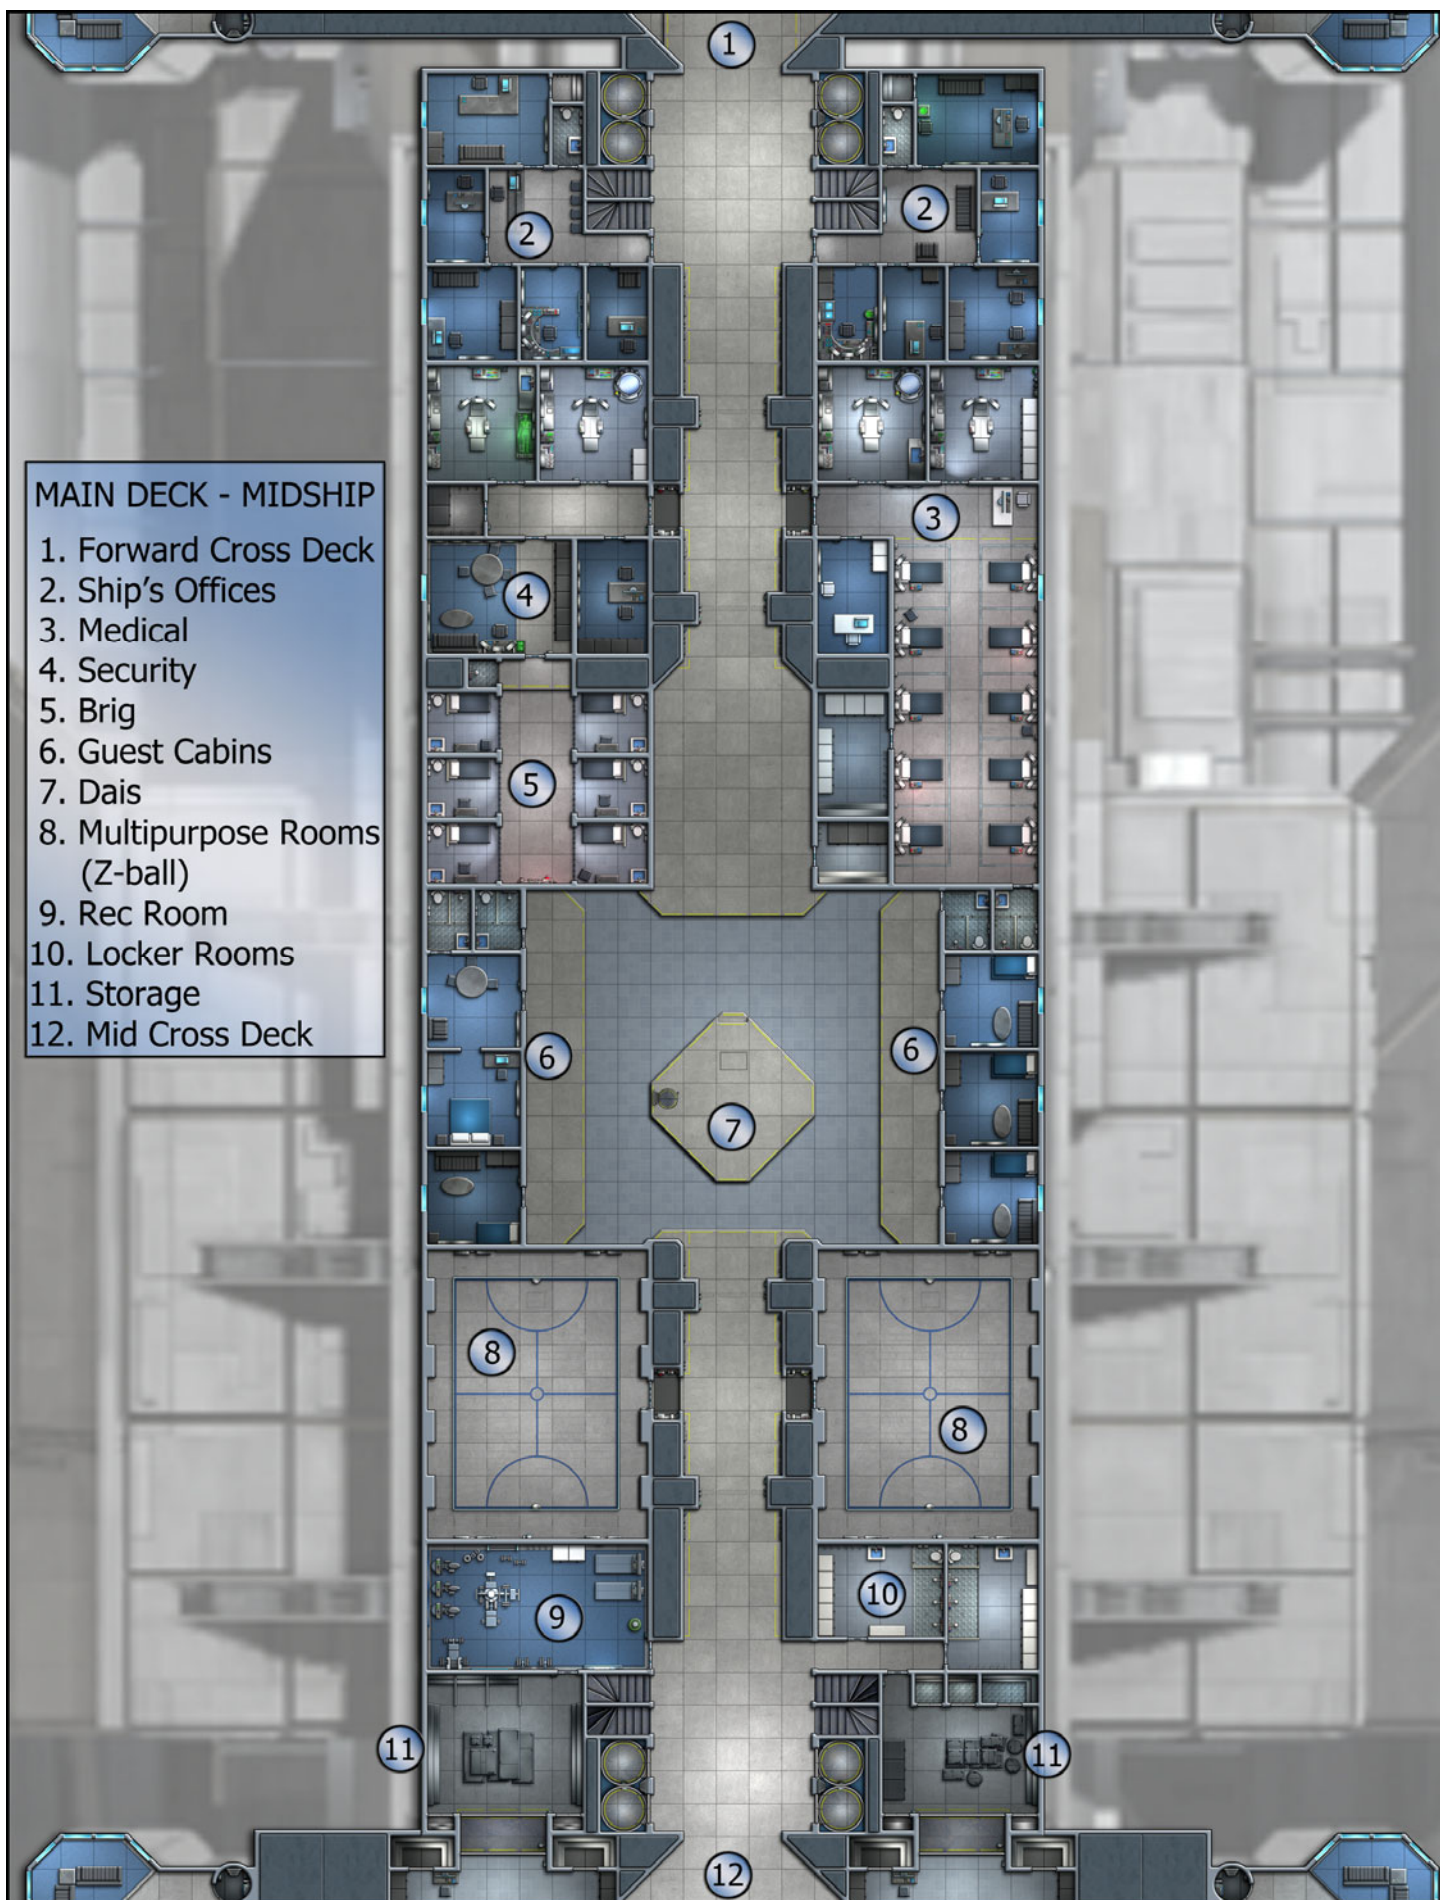 1
2
2
3
MAIN DECK - MIDSHIP
1. Forward Cross Deck
2. Ship's Offices
3. Medical
4. Security
5. Brig
6. Guest Cabins
7. Dais
8. Multipurpose Rooms
(Z-ball)
9. Rec Room
10. Locker Rooms
11. Storage
12. Mid Cross Deck
4
5
6
6
7
8
8
9
10
11
11
12